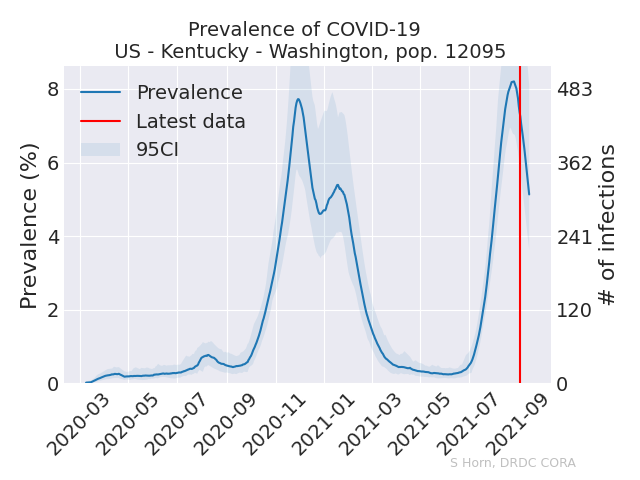 Prevalence of COVID-19
US - Kentucky - Washington, pop. 12095
Prevalence
Latest data
95CI
Prevalence (%)
8
6
4
2
0
483
362
241
120
0
# of infections
2020-03
2020-05
2020-07
2020-09
2020-11
2021-01
2021-03
2021-05
2021-07
2021-09
S Horn, DRDC CORA